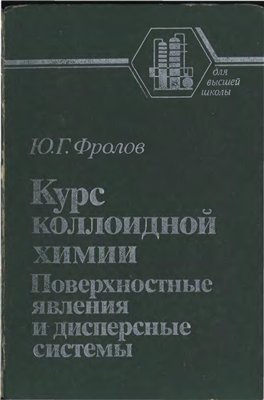 для
высшей
школы
Ю.Г. Фролов
Курс
коллоидной
химии
Поверхностные
явления
и дисперсные
системы